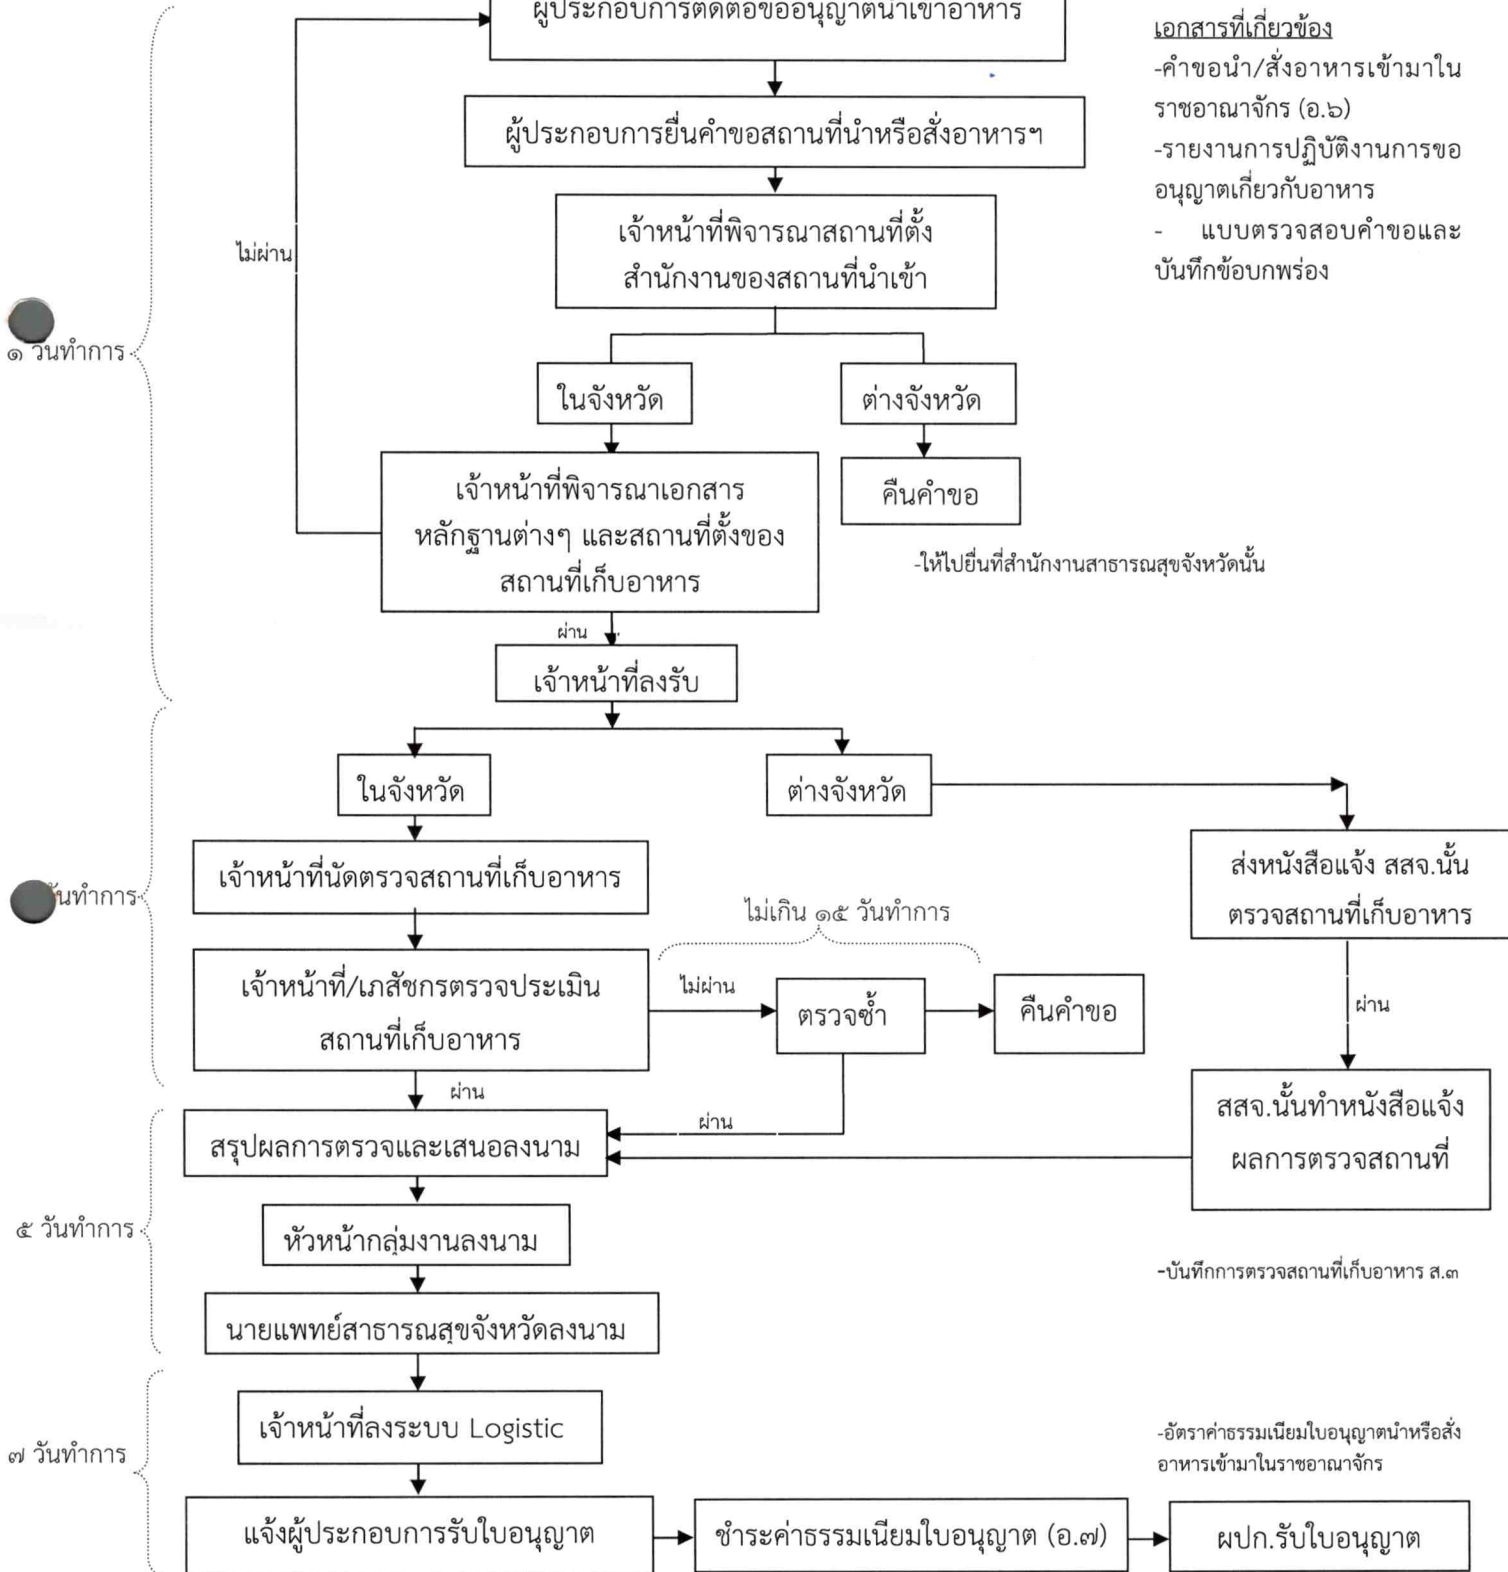 ผู้ประกอบการติดต่อขออนุญาตนำเข้าอาหาร
เอกสารที่เกี่ยวข้อง
-คำขอนำ/สั่งอาหารเข้ามาใน
ราชอาณาจักร (อ.๖)
-รายงานการปฏิบัติงานการขอ
อนุญาตเกี่ยวกับอาหาร
- แบบตรวจสอบคำขอและ
บันทึกข้อบกพร่อง
ผู้ประกอบการยื่นคำขอสถานที่นำหรือสั่งอาหารฯ
เจ้าหน้าที่พิจารณาสถานที่ตั้ง
สำนักงานของสถานที่นำเข้า
ไม่ผ่าน
๑ วันทำการ
ในจังหวัด
ต่างจังหวัด
เจ้าหน้าที่พิจารณาเอกสาร
หลักฐานต่างๆ และสถานที่ตั้งของ
สถานที่เก็บอาหาร
คืนคำขอ
-ให้ไปยื่นที่สำนักงานสาธารณสุขจังหวัดนั้น
ผ่าน
เจ้าหน้าที่ลงรับ
ในจังหวัด
ต่างจังหวัด
เจ้าหน้าที่นัดตรวจสถานที่เก็บอาหาร
ส่งหนังสือแจ้ง สสจ.นั้น
ตรวจสถานที่เก็บอาหาร
วันทำการ
ไม่เกิน ๑๕ วันทำการ
เจ้าหน้าที่/เภสัชกรตรวจประเมิน
สถานที่เก็บอาหาร
ไม่ผ่าน
ตรวจซ้ำ
คืนคำขอ
ผ่าน
ผ่าน
ผ่าน
สรุปผลการตรวจและเสนอลงนาม
สสจ.นั้นทำหนังสือแจ้ง
ผลการตรวจสถานที่
๕ วันทำการ
หัวหน้ากลุ่มงานลงนาม
-บันทึกการตรวจสถานที่เก็บอาหาร ส.๓
นายแพทย์สาธารณสุขจังหวัดลงนาม
เจ้าหน้าที่ลงระบบ Logistic
๗ วันทำการ
-อัตราค่าธรรมเนียมใบอนุญาตนำหรือสั่ง
อาหารเข้ามาในราชอาณาจักร
แจ้งผู้ประกอบการรับใบอนุญาต
ชำระค่าธรรมเนียมใบอนุญาต (อ.๗)
ผปก.รับใบอนุญาต